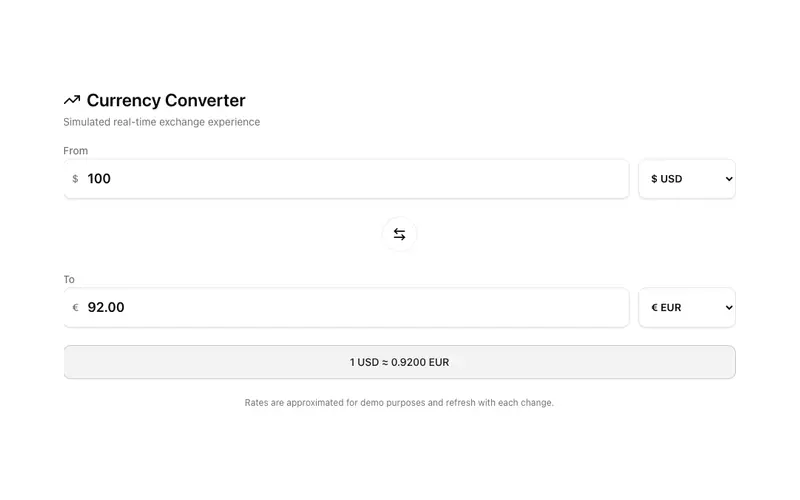 Currency Converter
Simulated real-time exchange experience
From
$ 100 $ USD
To
€ 92.00 € EUR
1 USD ≈ 0.9200 EUR
Rates are approximated for demo purposes and refresh with each change.